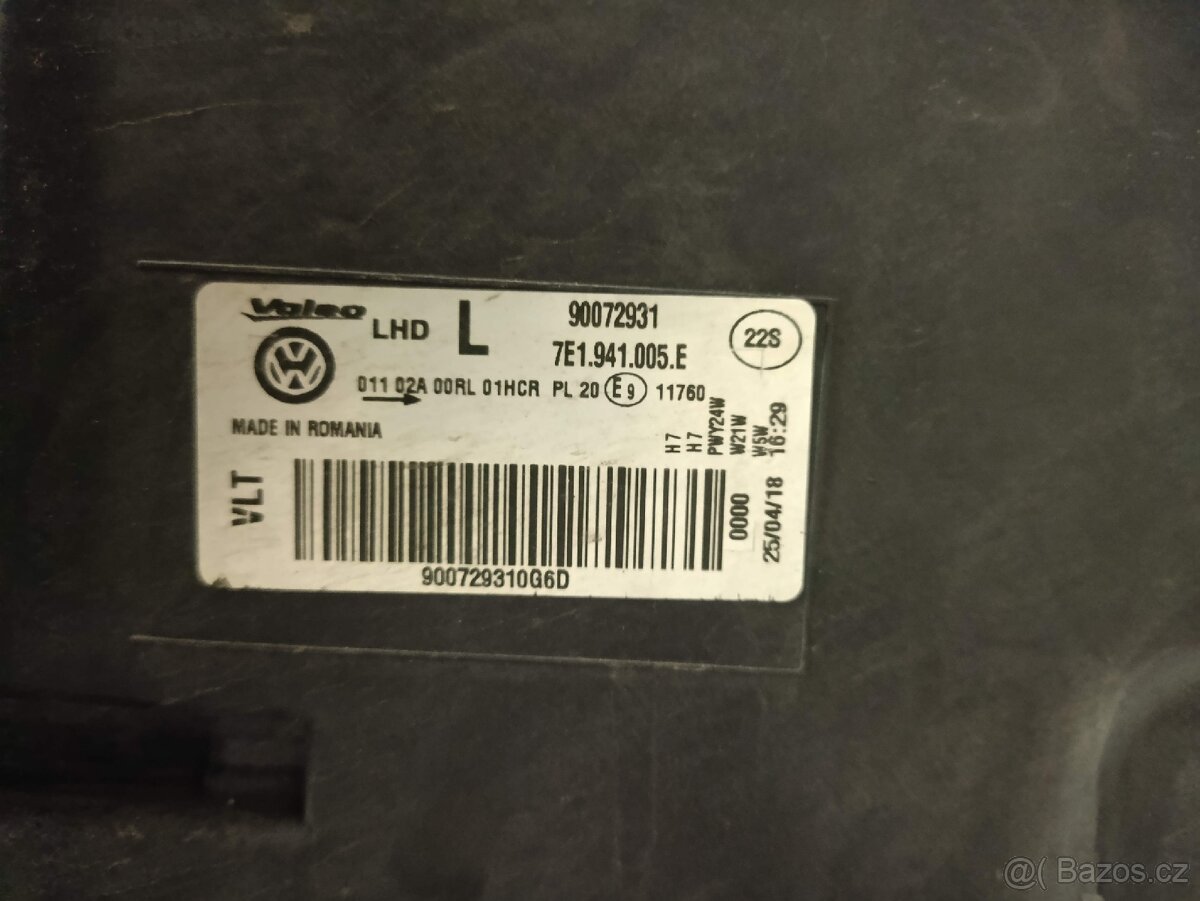 Valeo
LHD L 90072931
7E1.941.005.E
22S
VW
011 02A 00RL 01HCR PL 20 E9 11760
MADE IN ROMANIA
H7
H7
PWY24W
W21W
W5W
VLT
0000
25/04/18 16:29
900729310G6D
@( Bazos.cz